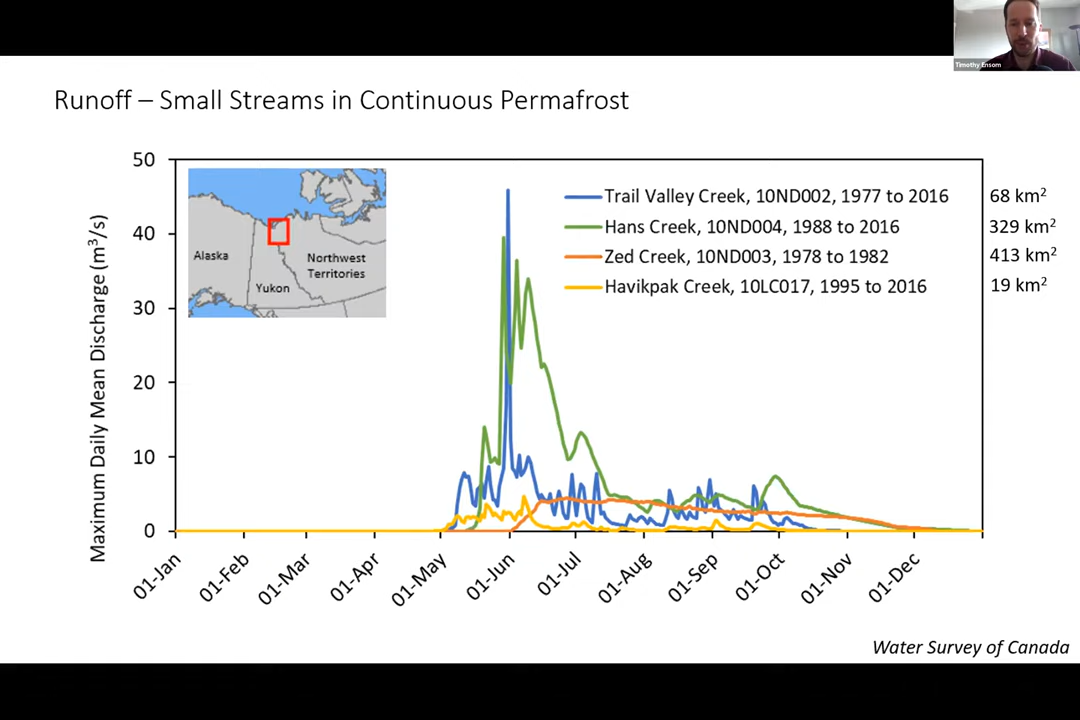 Timothy Ensom
Runoff – Small Streams in Continuous Permafrost
Maximum Daily Mean Discharge (m³/s)
50
40
30
20
10
0
Alaska
Yukon
Northwest
Territories
Trail Valley Creek, 10ND002, 1977 to 2016 68 km²
Hans Creek, 10ND004, 1988 to 2016 329 km²
Zed Creek, 10ND003, 1978 to 1982 413 km²
Havikpak Creek, 10LC017, 1995 to 2016 19 km²
01-Jan 01-Feb 01-Mar 01-Apr 01-May 01-Jun 01-Jul 01-Aug 01-Sep 01-Oct 01-Nov 01-Dec
Water Survey of Canada